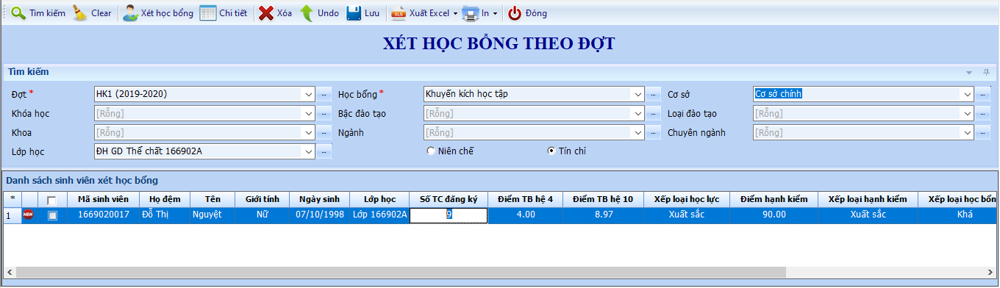 Tìm kiếm Clear Xét học bổng Chi tiết Xóa Undo Lưu Xuất Excel In Đóng
XÉT HỌC BỔNG THEO ĐỢT
Tìm kiếm
Đợt * HK1 (2019-2020) ... Học bổng * Khuyến kích học tập ... Cơ sở Cơ sở chính ...
Khóa học [Rỗng] ... Bậc đào tạo [Rỗng] ... Loại đào tạo [Rỗng] ...
Khoa [Rỗng] ... Ngành [Rỗng] ... Chuyên ngành [Rỗng] ...
Lớp học ĐH GD Thể chất 166902A ... Niên chế Tín chỉ
Danh sách sinh viên xét học bổng
* Mã sinh viên Họ đệm Tên Giới tính Ngày sinh Lớp học Số TC đăng ký Điểm TB hệ 4 Điểm TB hệ 10 Xếp loại học lực Điểm hạnh kiểm Xếp loại hạnh kiểm Xếp loại học bổn
1 NEW 1669020017 Đỗ Thị Nguyệt Nữ 07/10/1998 Lớp 166902A 9 4.00 8.97 Xuất sắc 90.00 Xuất sắc Khá